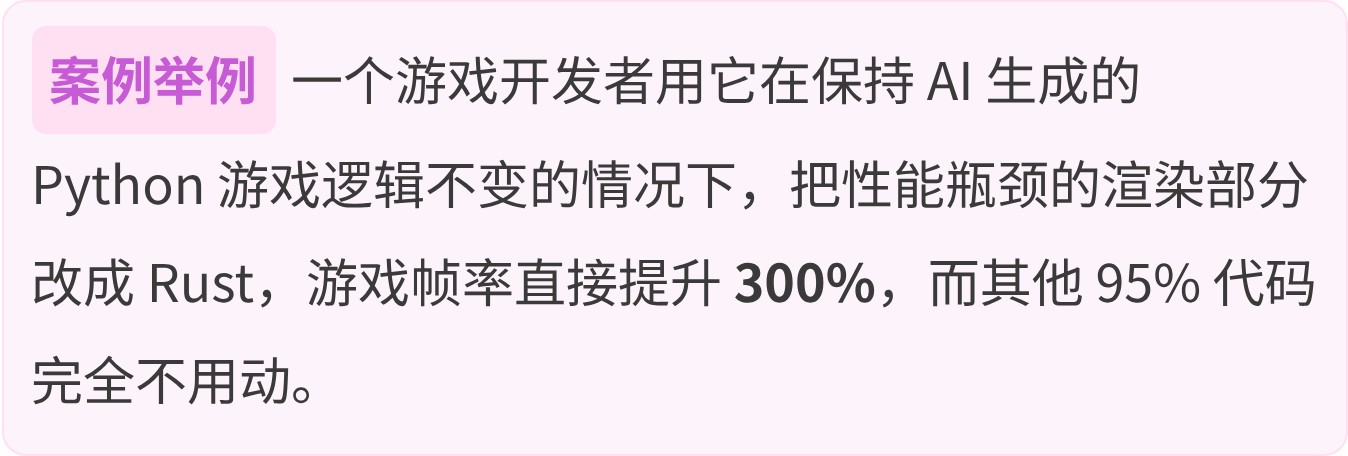 案例举例 一个游戏开发者用它在保持 AI 生成的
Python 游戏逻辑不变的情况下，把性能瓶颈的渲染部分
改成 Rust，游戏帧率直接提升 300%，而其他 95% 代码
完全不用动。